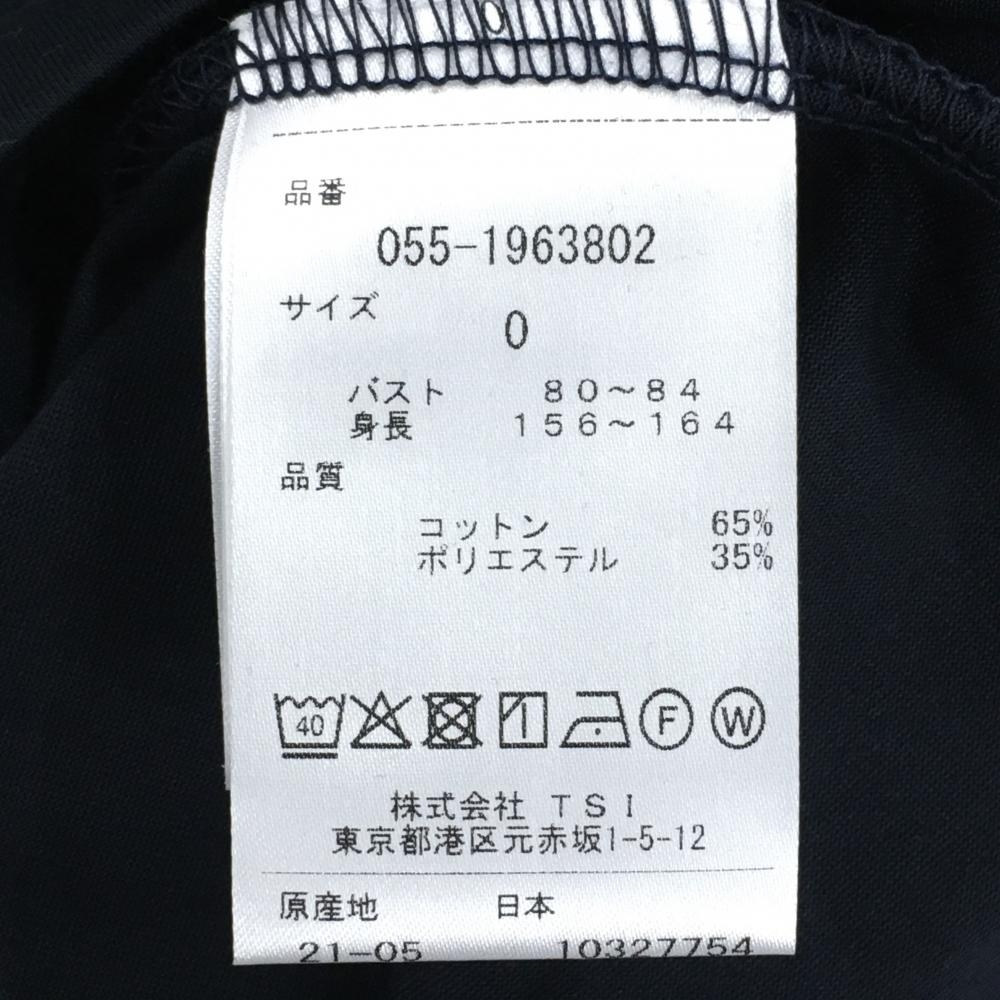 品番
055-1963802
サイズ
0
バスト 80～84
身長 156～164
品質
コットン 65%
ポリエステル 35%
40 F W
株式会社 TSI
東京都港区元赤坂1-5-12
原産地 日本
21-05 10327754